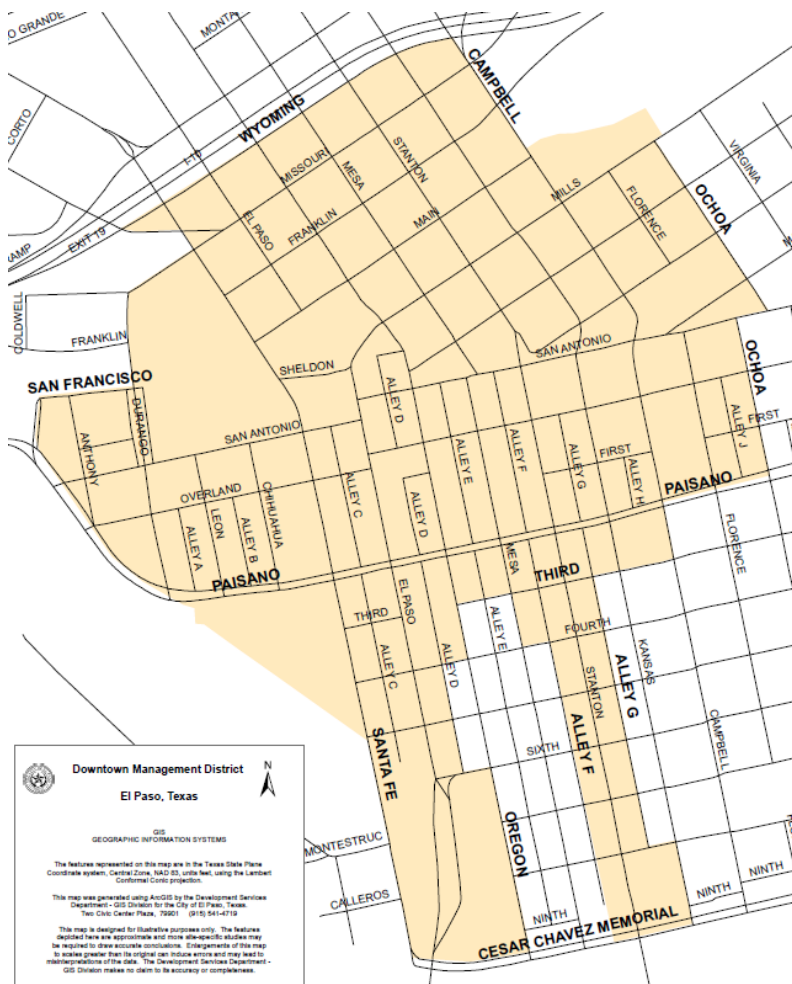 O GRANDE
MONTA
CORTO
WYOMING
CAMPBELL
I-10
MISSOURI
MESA
STANTON
VIRGINIA
EL PASO
FRANKLIN
MAIN
MILLS
FLORENCE
OCHOA
RAMP
EXIT 19
COLDWELL
FRANKLIN
SHELDON
SAN ANTONIO
OCHOA
SAN FRANCISCO
DURANGO
ANTHONY
SAN ANTONIO
ALLEY D
ALLEY E
ALLEY F
ALLEY G
FIRST
ALLEY H
ALLEY J
FIRST
OVERLAND
CHIHUAHUA
ALLEY C
ALLEY D
PAISANO
ALLEY A
LEON
ALLEY B
PAISANO
MESA
THIRD
FLORENCE
THIRD
EL PASO
ALLEY E
FOURTH
ALLEY C
ALLEY D
STANTON
ALLEY G
KANSAS
SANTA FE
SIXTH
ALLEY F
CAMPBELL
OREGON
MONTESTRUC
CALLEROS
NINTH
NINTH
NINTH
CESAR CHAVEZ MEMORIAL
Downtown Management District
N
El Paso, Texas
GIS
GEOGRAPHIC INFORMATION SYSTEMS
The features represented on this map are in the Texas State Plane
Coordinate system, Central Zone, NAD 83, units feet, using the Lambert
Conformal Conic projection.
This map was generated using ArcGIS by the Development Services
Department - GIS Division for the City of El Paso, Texas.
Two Civic Center Plaza, 79901 (915) 541-4719
This map is designed for illustrative purposes only. The features
depicted here are approximate and more site-specific studies may
be required to draw accurate conclusions. Enlargements of this map
to scales greater than its original can induce errors and may lead to
misinterpretations of the data. The Development Services Department -
GIS Division makes no claim to its accuracy or completeness.